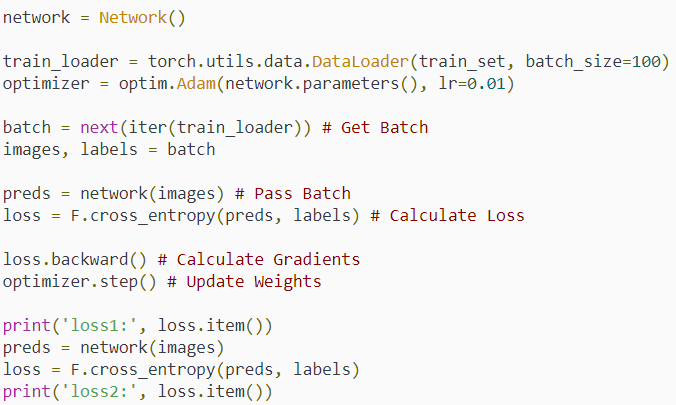 network = Network()
train_loader = torch.utils.data.DataLoader(train_set, batch_size=100)
optimizer = optim.Adam(network.parameters(), lr=0.01)
batch = next(iter(train_loader)) # Get Batch
images, labels = batch
preds = network(images) # Pass Batch
loss = F.cross_entropy(preds, labels) # Calculate Loss
loss.backward() # Calculate Gradients
optimizer.step() # Update Weights
print('loss1:', loss.item())
preds = network(images)
loss = F.cross_entropy(preds, labels)
print('loss2:', loss.item())